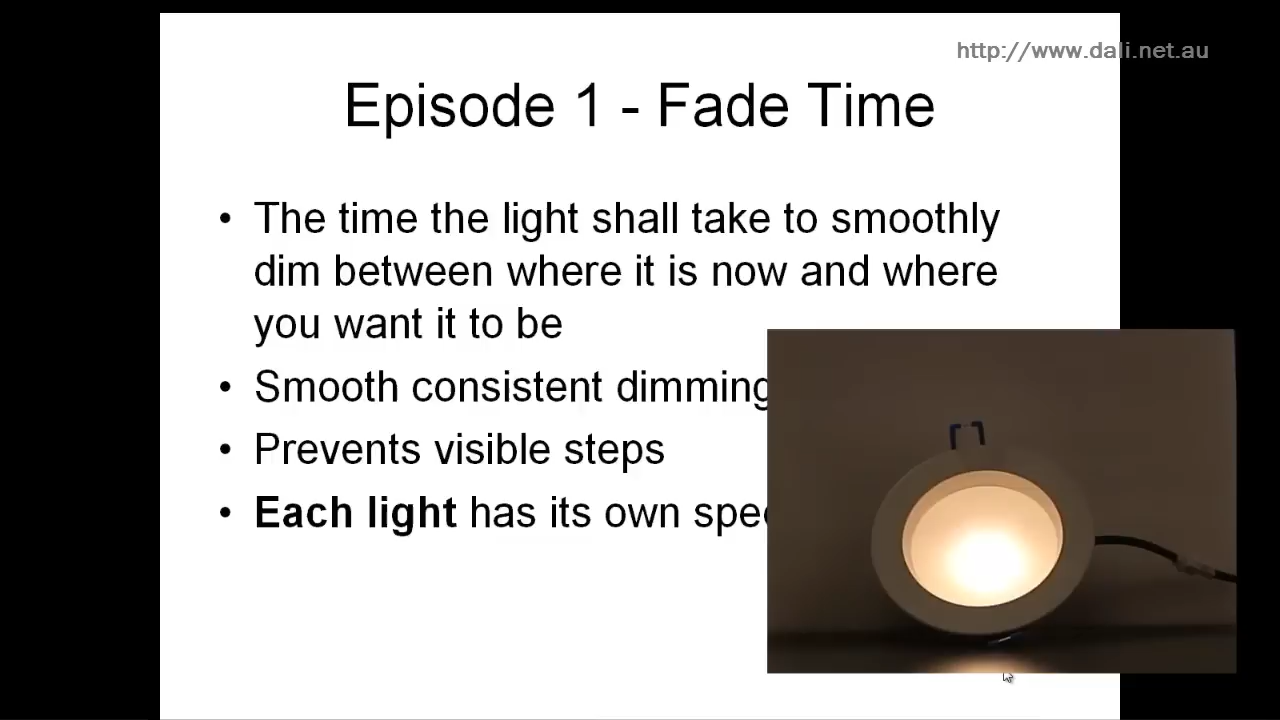 http://www.dali.net.au
Episode 1 - Fade Time
• The time the light shall take to smoothly
dim between where it is now and where
you want it to be
• Smooth consistent dimming
• Prevents visible steps
• Each light has its own